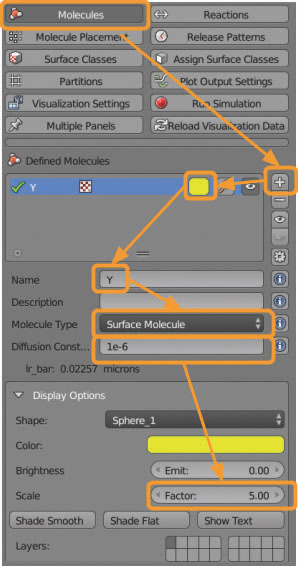 Molecules Reactions
Molecule Placement Release Patterns
Surface Classes Assign Surface Classes
Partitions Plot Output Settings
Visualization Settings Run Simulation
Multiple Panels Reload Visualization Data
Defined Molecules
Y
Name Y
Description
Molecule Type Surface Molecule
Diffusion Const... 1e-6
lr_bar: 0.02257 microns
Display Options
Shape: Sphere_1
Color:
Brightness Emit: 0.00
Scale Factor: 5.00
Shade Smooth Shade Flat Show Text
Layers: